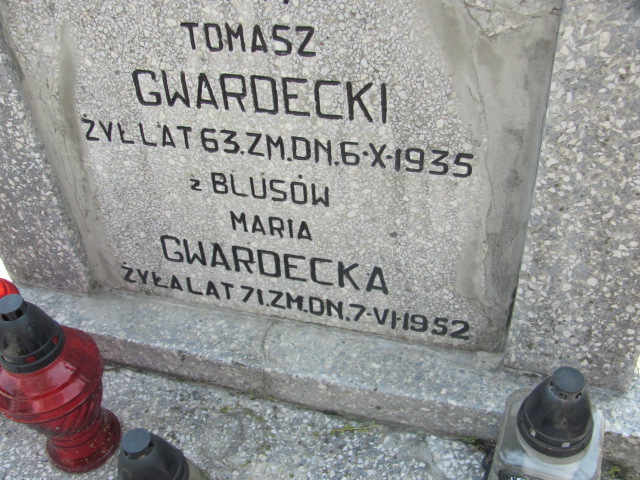 TOMASZ
GWARDECKI
ŻYŁ LAT 63.ZM.DN.6·X·1935
z BLUSÓW
MARIA
GWARDECKA
ŻYŁA LAT 71.ZM.DN.7·VI·1952